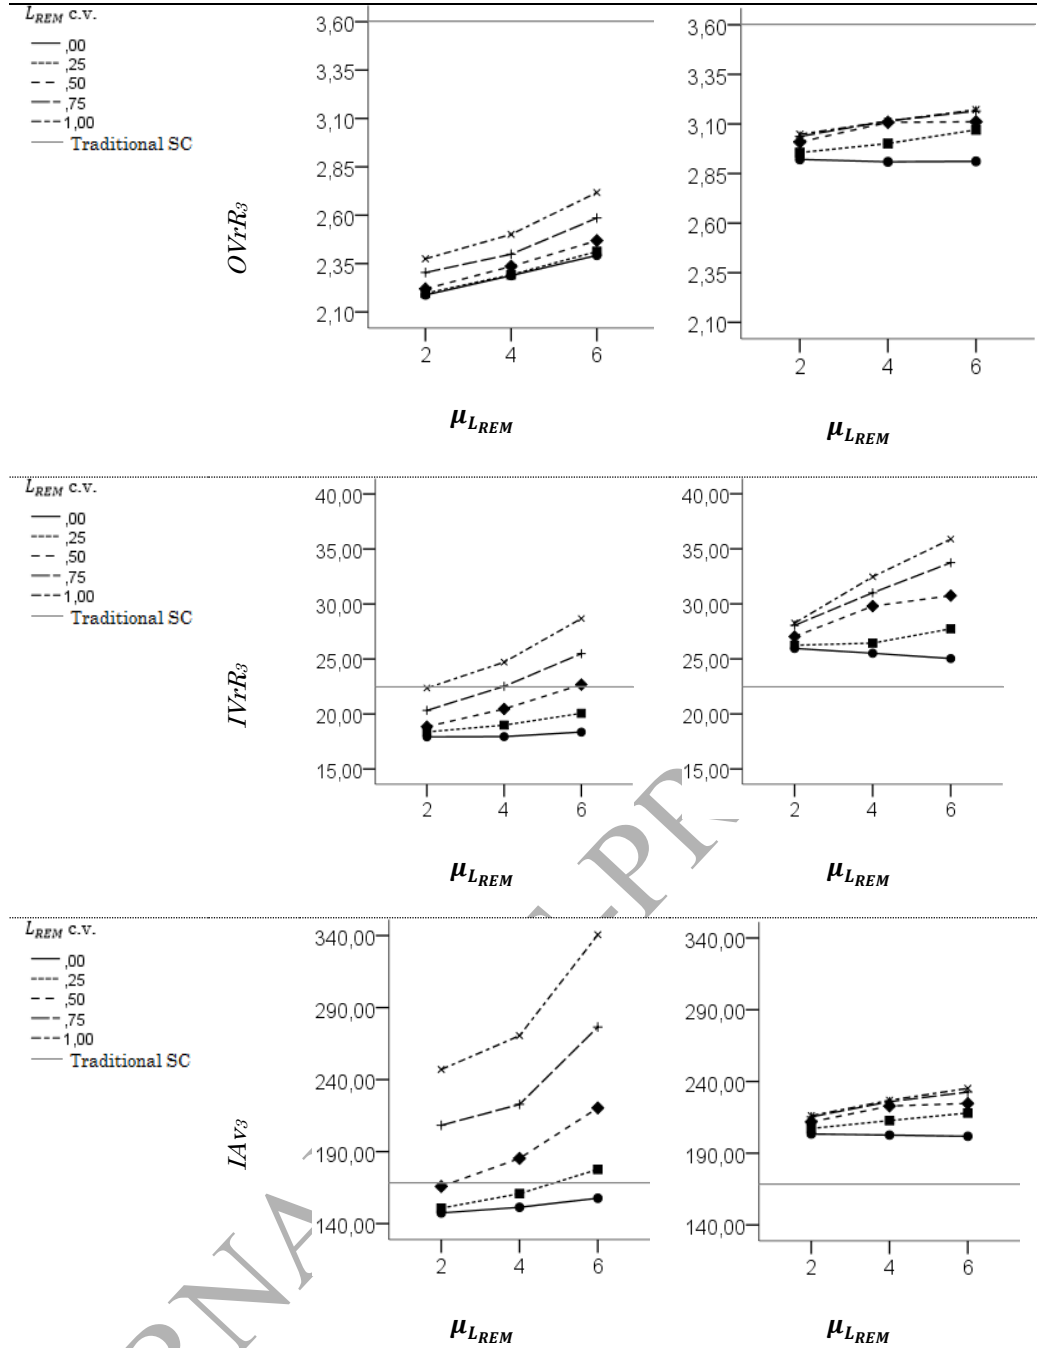 L_REM c.v.
,00
,25
,50
,75
1,00
Traditional SC
OVrR3
3,60
3,35
3,10
2,85
2,60
2,35
2,10
2 4 6
μ_L_REM
3,60
3,35
3,10
2,85
2,60
2,35
2,10
2 4 6
μ_L_REM
L_REM c.v.
,00
,25
,50
,75
1,00
Traditional SC
IVrR3
40,00
35,00
30,00
25,00
20,00
15,00
2 4 6
μ_L_REM
40,00
35,00
30,00
25,00
20,00
15,00
2 4 6
μ_L_REM
L_REM c.v.
,00
,25
,50
,75
1,00
Traditional SC
IAv3
340,00
290,00
240,00
190,00
140,00
2 4 6
μ_L_REM
340,00
290,00
240,00
190,00
140,00
2 4 6
μ_L_REM
RNA
-PR